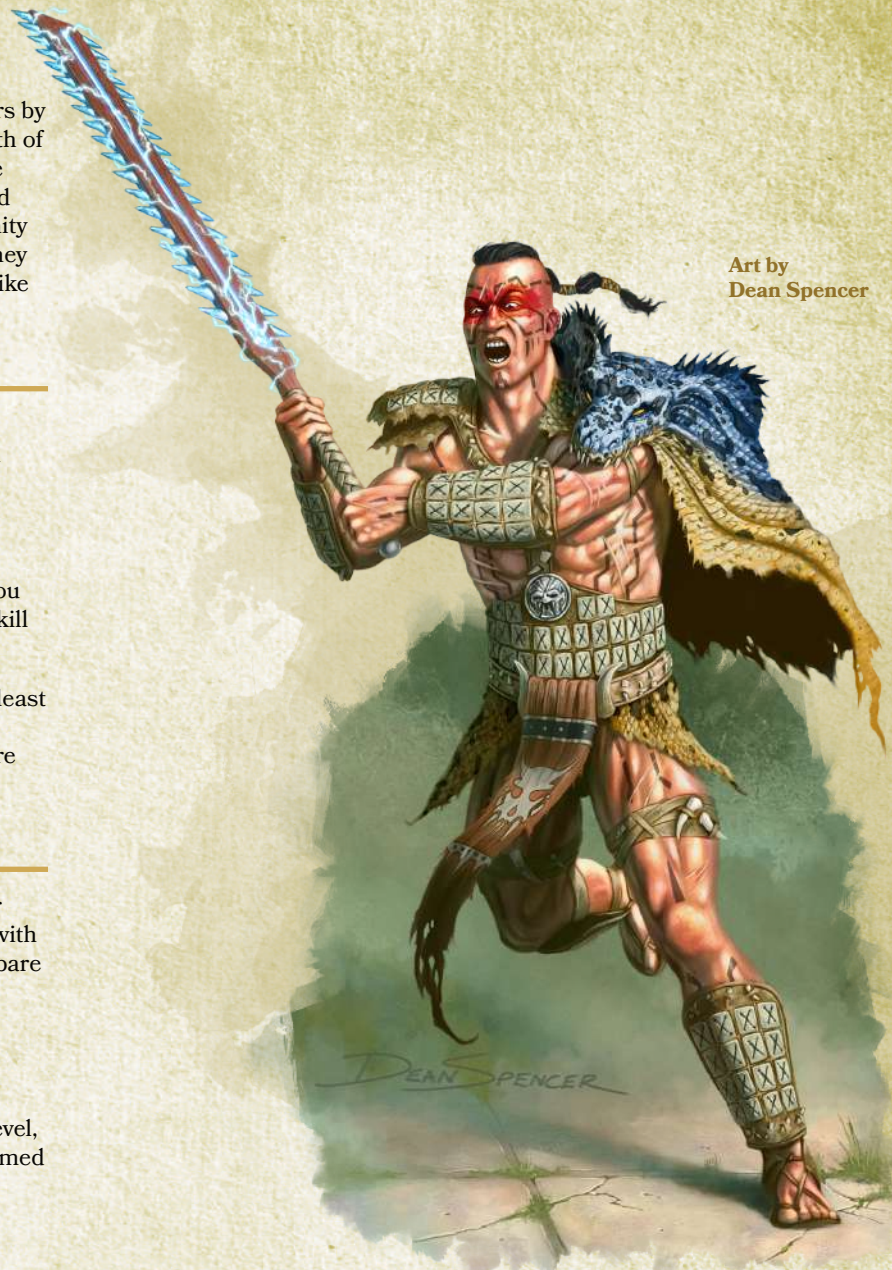 rs by
th of
e
d
nity
hey
ike
ou
kill
least
re
with
pare
evel,
med
Art by
Dean Spencer
DEAN SPENCER